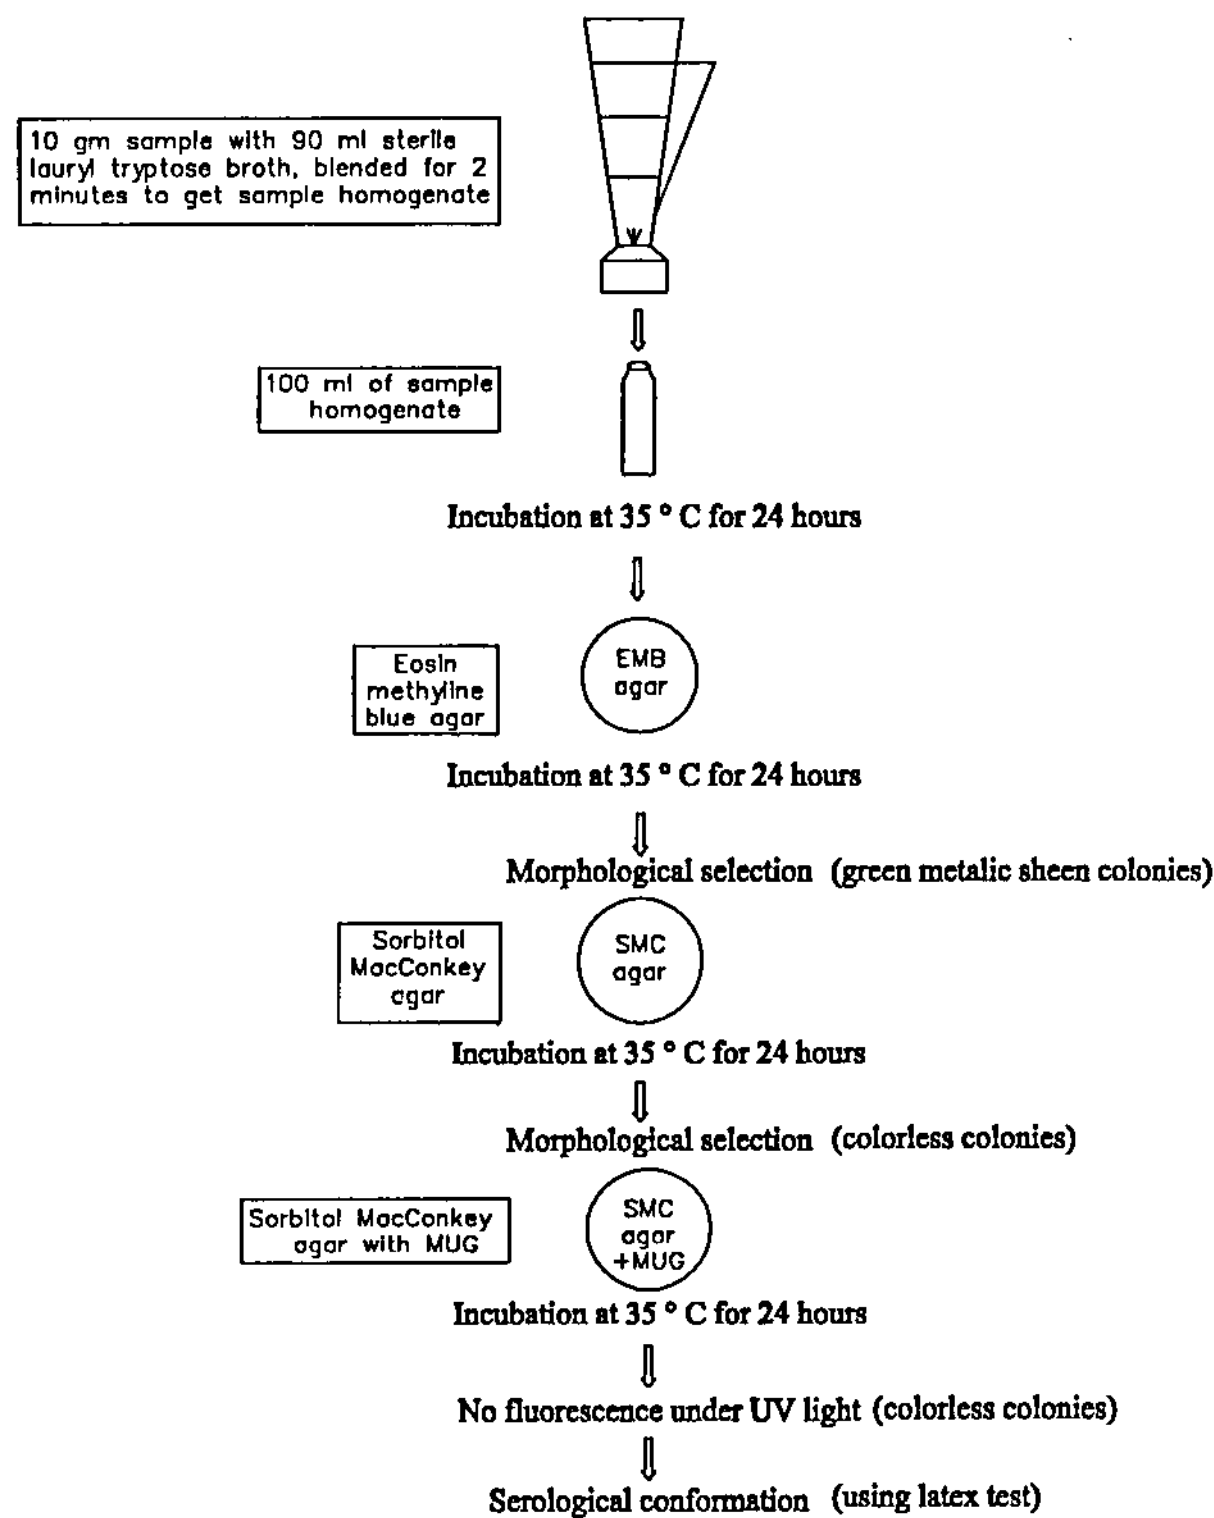 10 gm sample with 90 ml sterile
lauryl tryptose broth, blended for 2
minutes to get sample homogenate
100 ml of sample
homogenate
Incubation at 35 ° C for 24 hours
Eosin
methyline
blue agar
EMB
agar
Incubation at 35 ° C for 24 hours
Morphological selection (green metalic sheen colonies)
Sorbitol
MacConkey
agar
SMC
agar
Incubation at 35 ° C for 24 hours
Morphological selection (colorless colonies)
Sorbitol MacConkey
agar with MUG
SMC
agar
+MUG
Incubation at 35 ° C for 24 hours
No fluorescence under UV light (colorless colonies)
Serological conformation (using latex test)